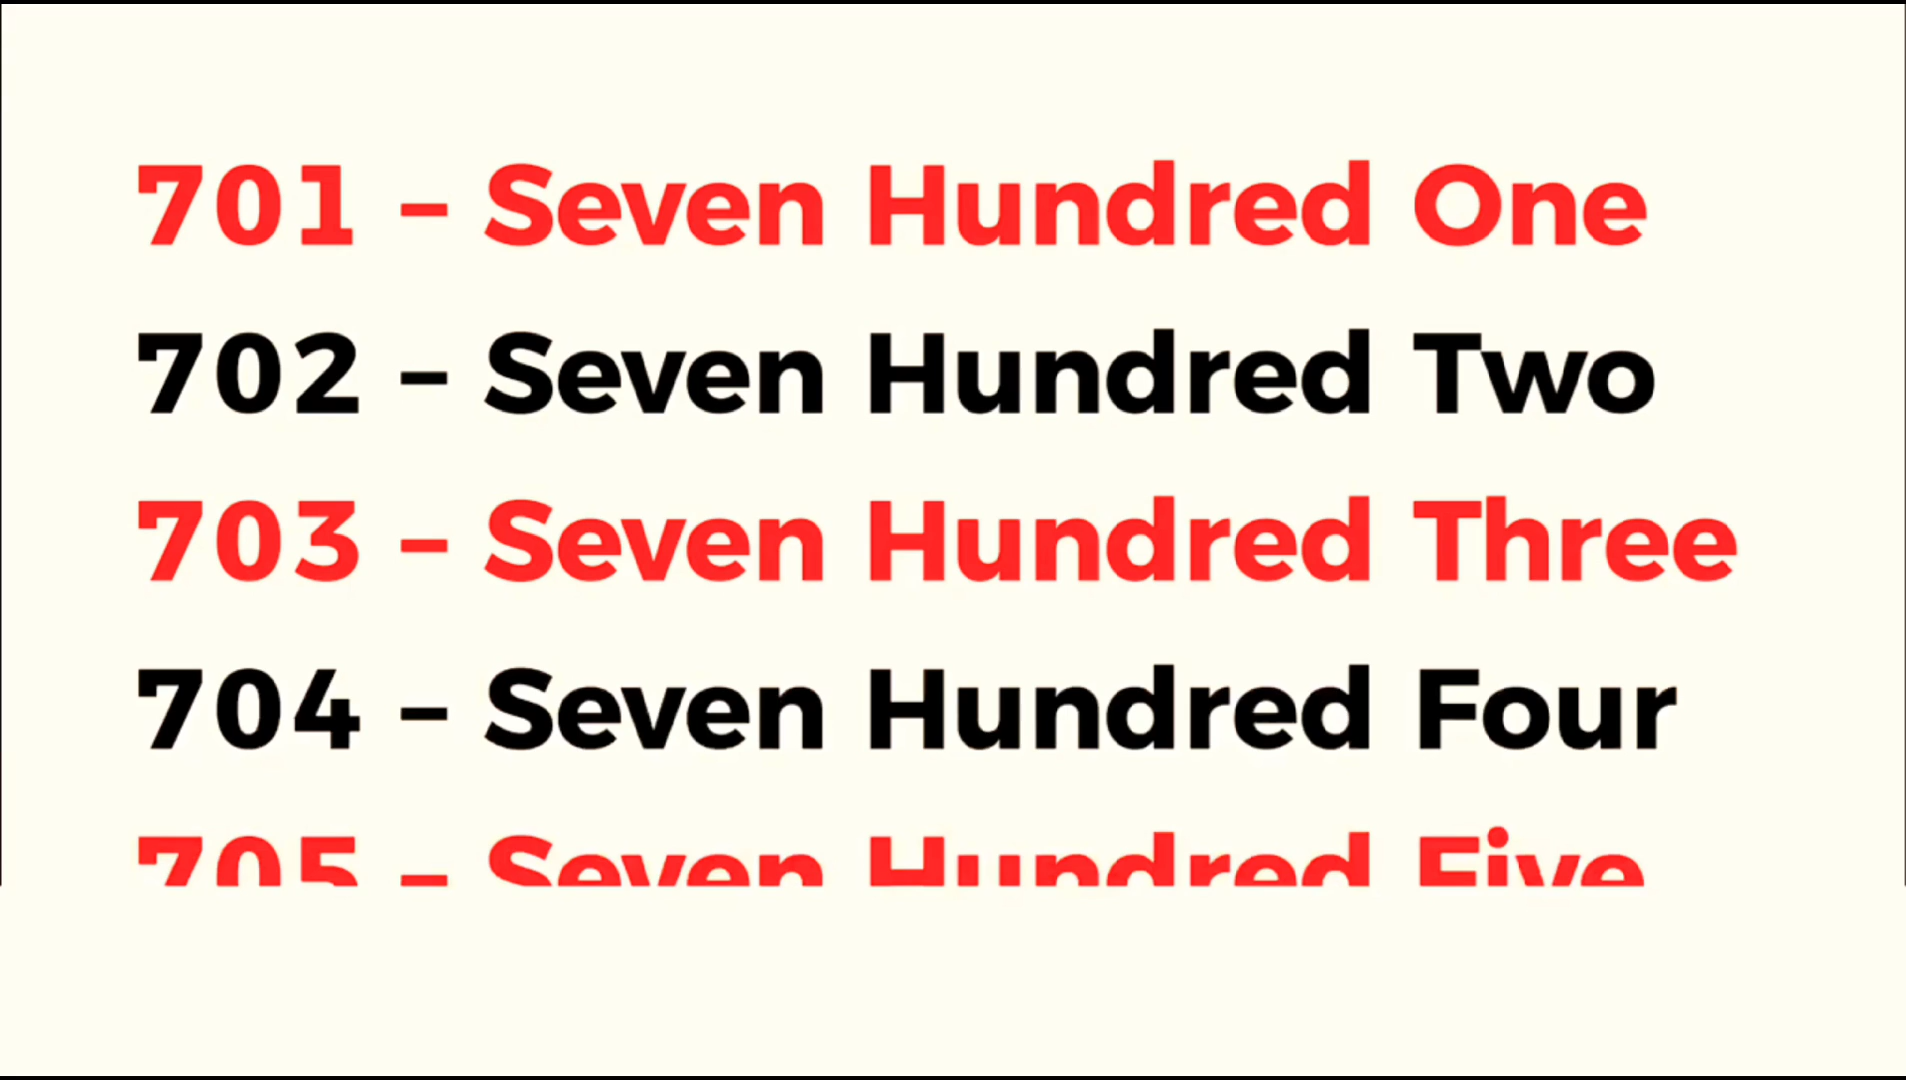 701 – Seven Hundred One
702 – Seven Hundred Two
703 – Seven Hundred Three
704 – Seven Hundred Four
705 – Seven Hundred Five